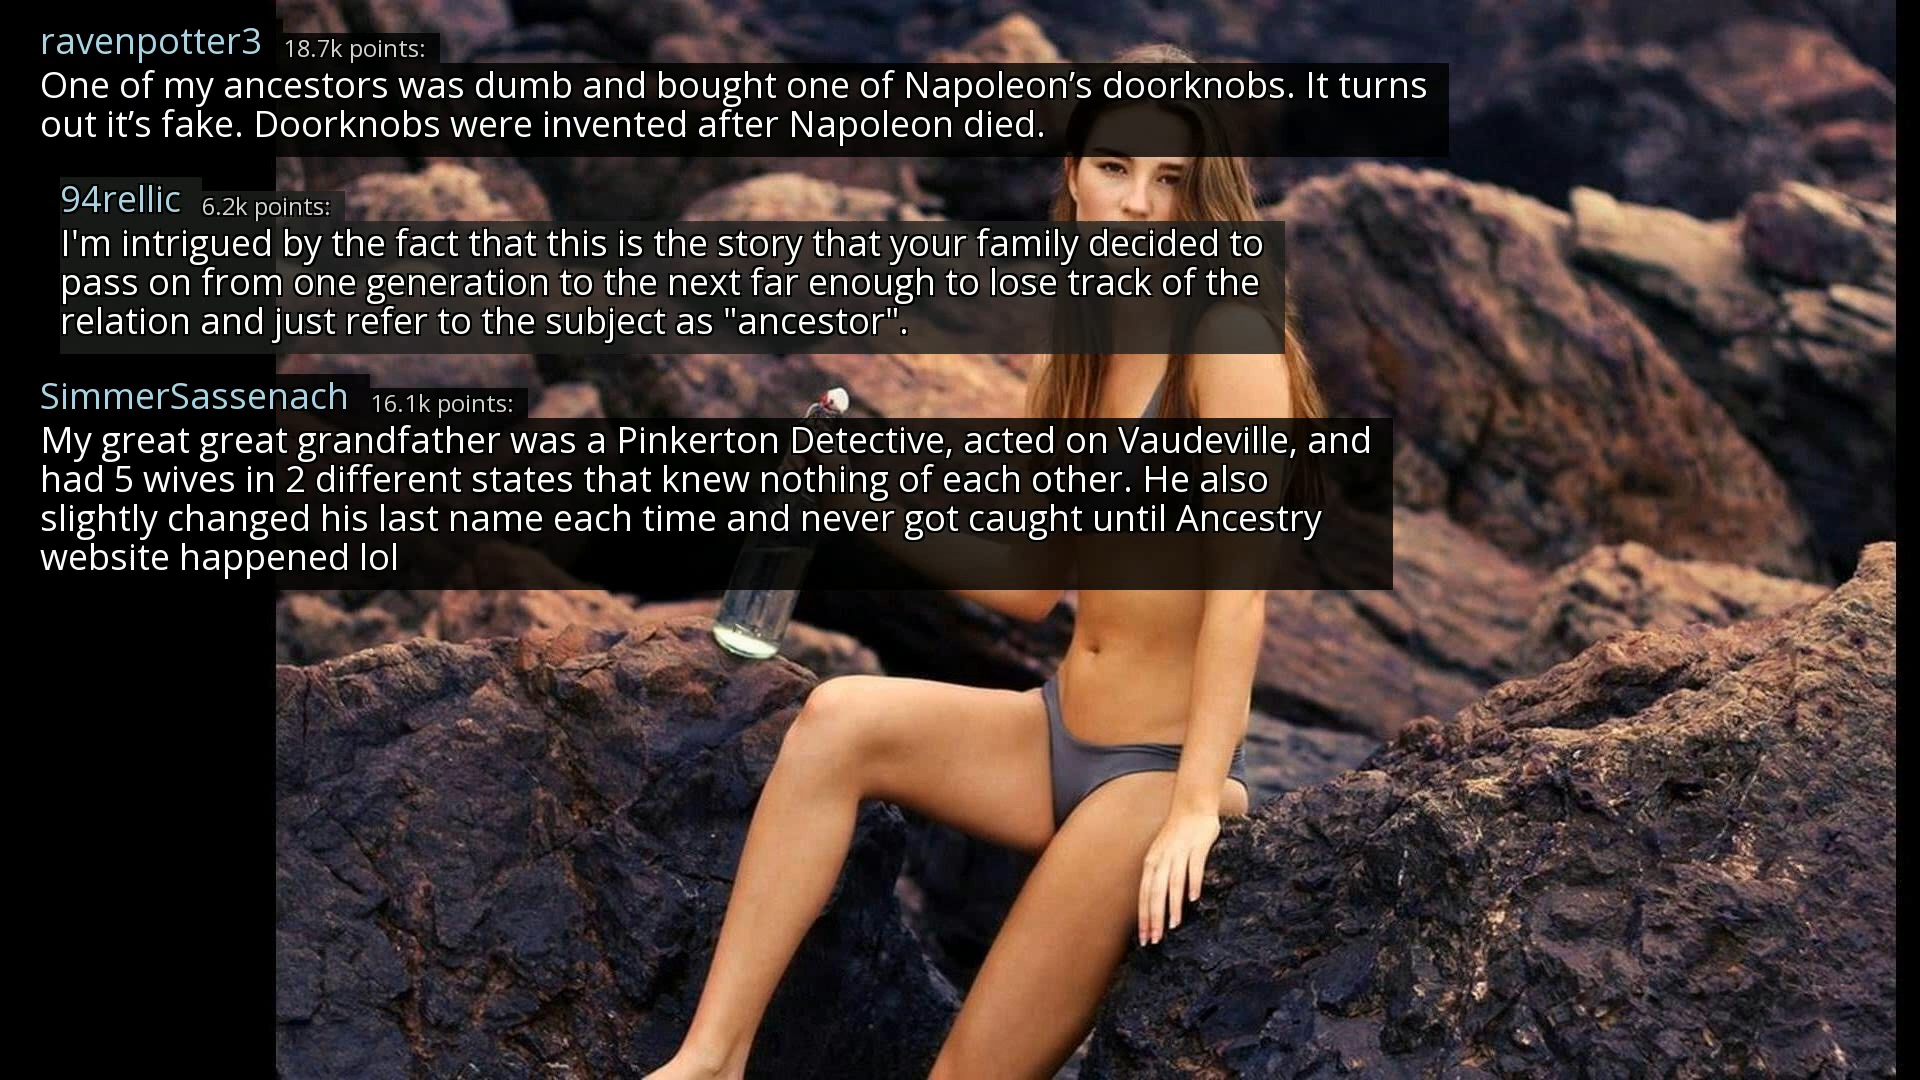 ravenpotter3 18.7k points:
One of my ancestors was dumb and bought one of Napoleon’s doorknobs. It turns
out it’s fake. Doorknobs were invented after Napoleon died.
94rellic 6.2k points:
I'm intrigued by the fact that this is the story that your family decided to
pass on from one generation to the next far enough to lose track of the
relation and just refer to the subject as "ancestor".
SimmerSassenach 16.1k points:
My great great grandfather was a Pinkerton Detective, acted on Vaudeville, and
had 5 wives in 2 different states that knew nothing of each other. He also
slightly changed his last name each time and never got caught until Ancestry
website happened lol